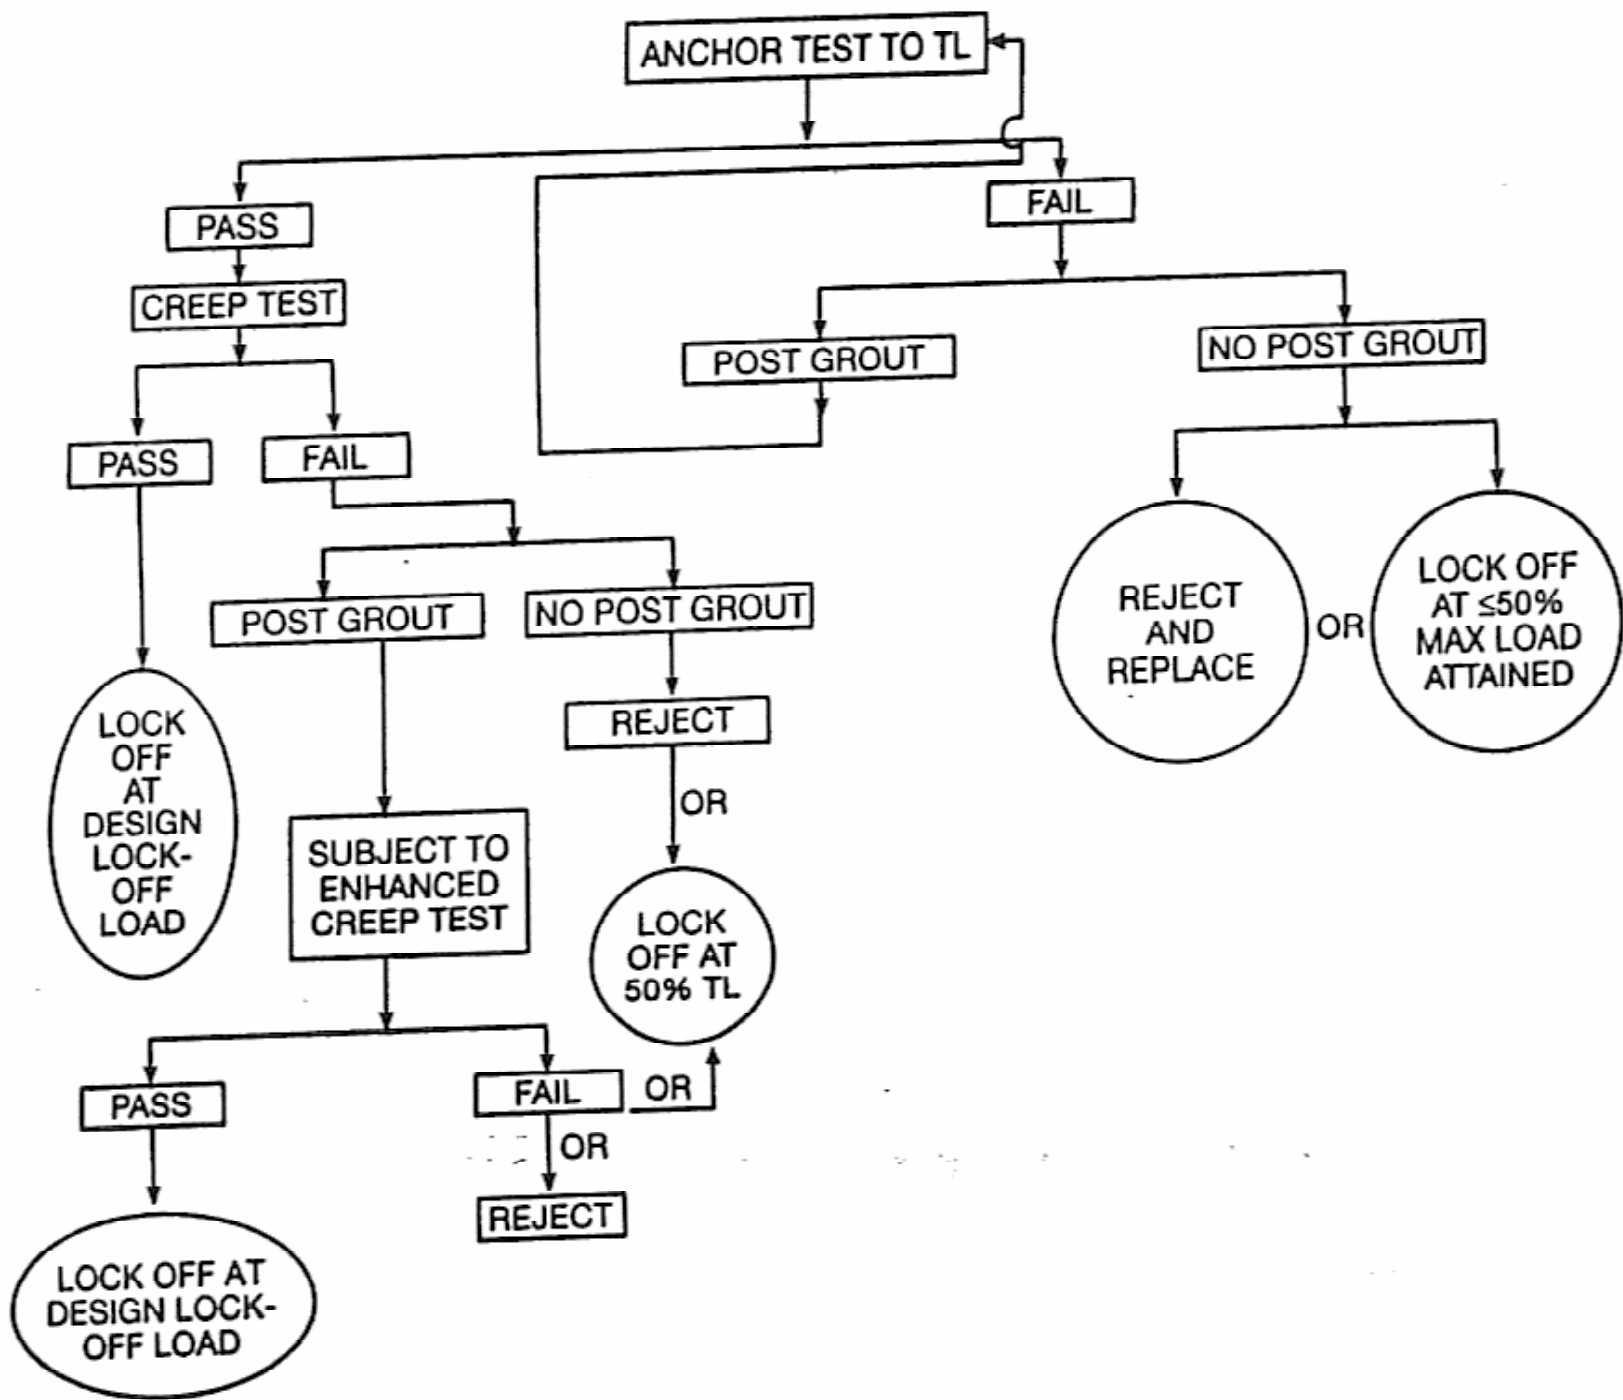 ANCHOR TEST TO TL
PASS
FAIL
CREEP TEST
POST GROUT
NO POST GROUT
PASS
FAIL
REJECT
AND
REPLACE
OR
LOCK OFF
AT ≤50%
MAX LOAD
ATTAINED
POST GROUT
NO POST GROUT
LOCK
OFF
AT
DESIGN
LOCK-
OFF
LOAD
REJECT
OR
SUBJECT TO
ENHANCED
CREEP TEST
LOCK
OFF AT
50% TL
PASS
FAIL
OR
OR
REJECT
LOCK OFF AT
DESIGN LOCK-
OFF LOAD